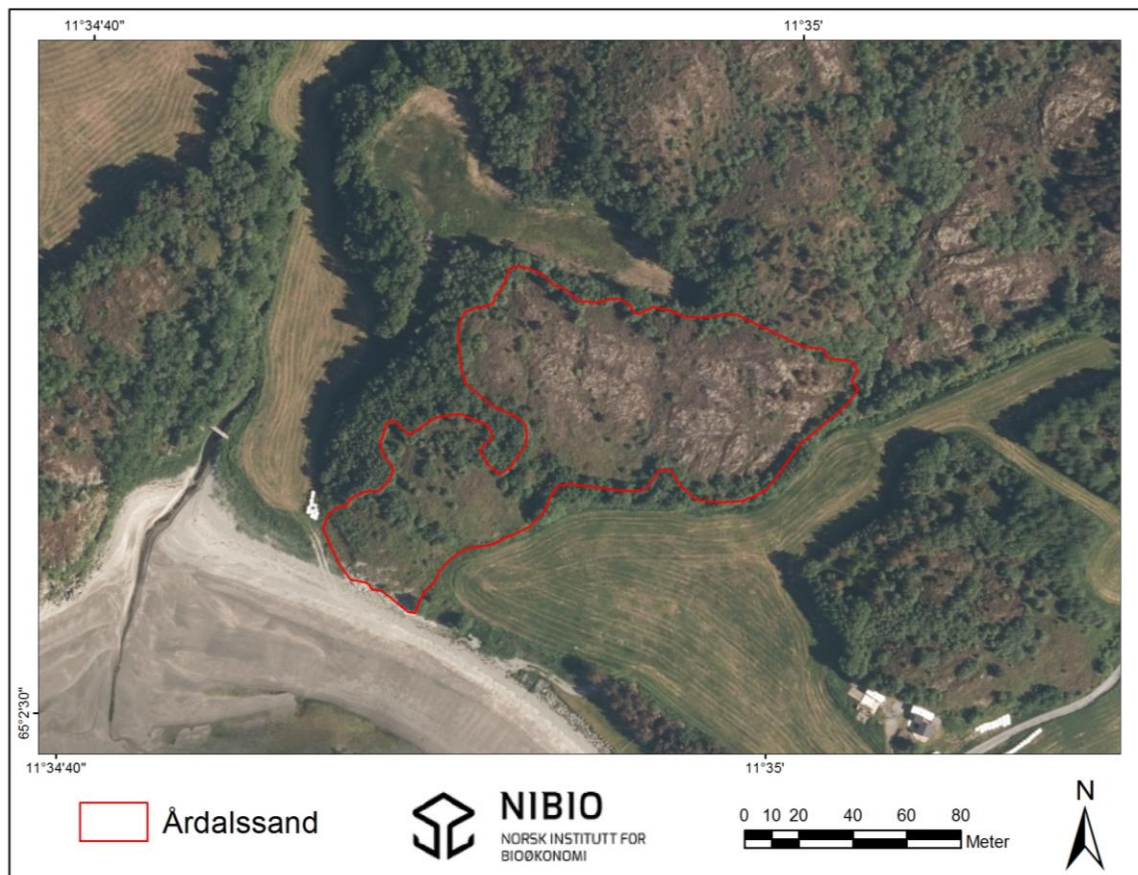 11°34'40"
11°35'
65°2'30"
11°34'40"
11°35'
Årdalssand
NIBIO
NORSK INSTITUTT FOR
BIOØKONOMI
0 10 20 40 60 80
Meter
N